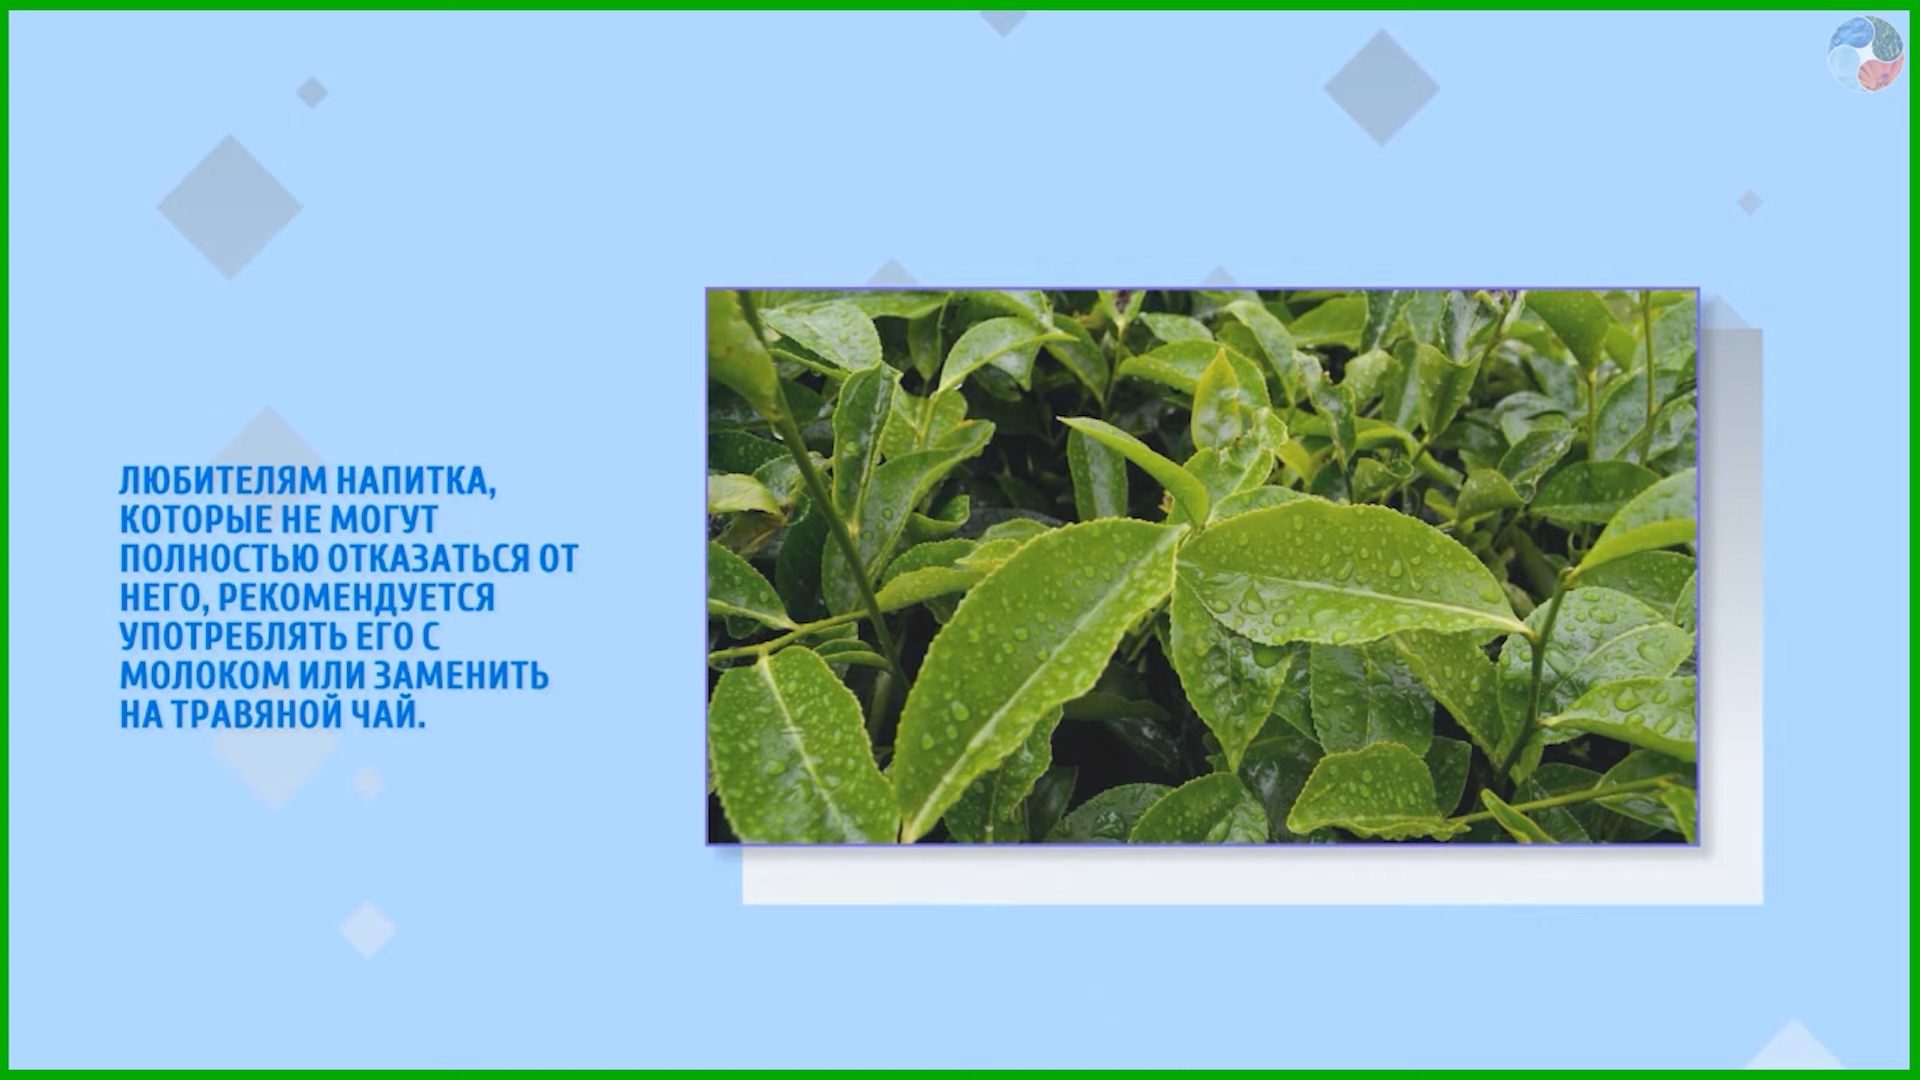 ЛЮБИТЕЛЯМ НАПИТКА,
КОТОРЫЕ НЕ МОГУТ
ПОЛНОСТЬЮ ОТКАЗАТЬСЯ ОТ
НЕГО, РЕКОМЕНДУЕТСЯ
УПОТРЕБЛЯТЬ ЕГО С
МОЛОКОМ ИЛИ ЗАМЕНИТЬ
НА ТРАВЯНОЙ ЧАЙ.